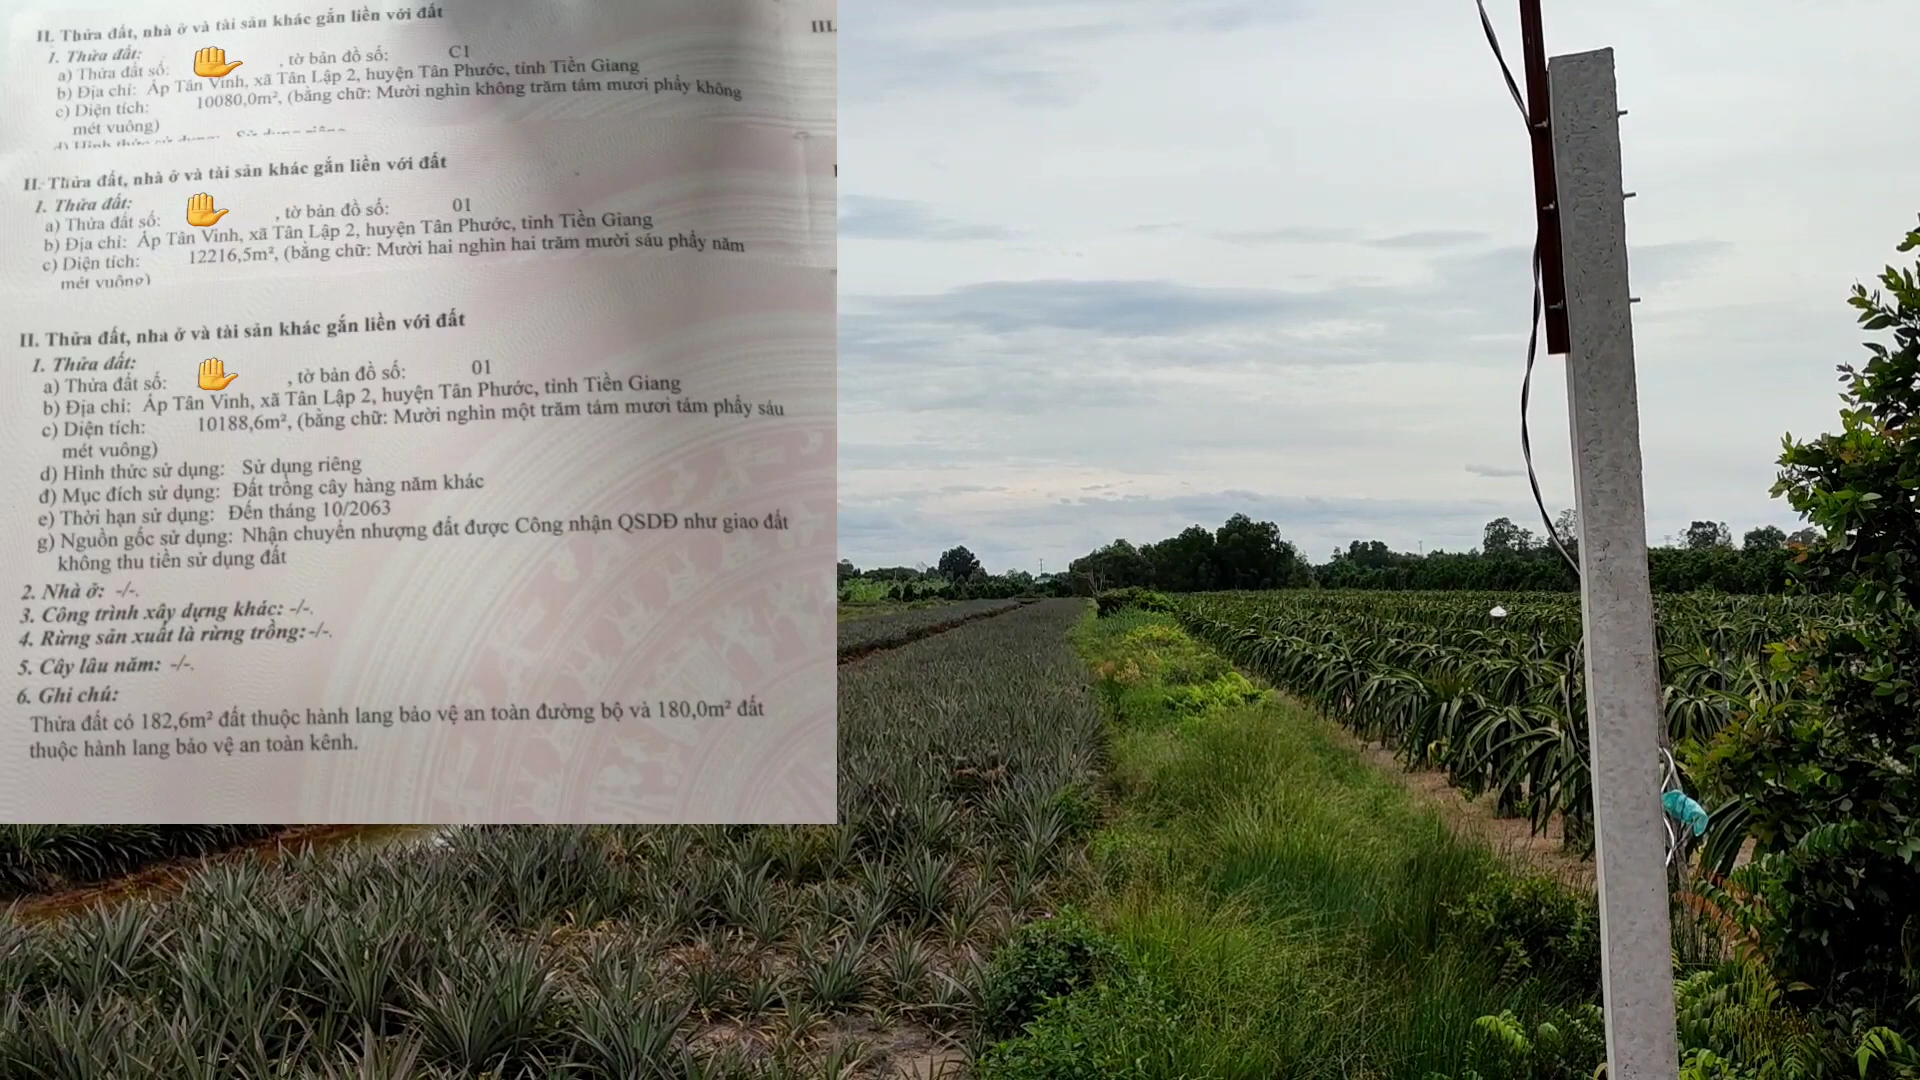 II. Thửa đất, nhà ở và tài sản khác gắn liền với đất
III.
1. Thửa đất:
a) Thửa đất số: , tờ bản đồ số: C1
b) Địa chỉ: Ấp Tân Vinh, xã Tân Lập 2, huyện Tân Phước, tỉnh Tiền Giang
c) Diện tích: 10080,0m², (bằng chữ: Mười nghìn không trăm tám mươi phẩy không
mét vuông)
II. Thửa đất, nhà ở và tài sản khác gắn liền với đất
1. Thửa đất:
a) Thửa đất số: , tờ bản đồ số: 01
b) Địa chỉ: Ấp Tân Vinh, xã Tân Lập 2, huyện Tân Phước, tỉnh Tiền Giang
c) Diện tích: 12216,5m², (bằng chữ: Mười hai nghìn hai trăm mười sáu phẩy năm
mét vuông)
II. Thửa đất, nhà ở và tài sản khác gắn liền với đất
1. Thửa đất:
a) Thửa đất số: , tờ bản đồ số: 01
b) Địa chỉ: Ấp Tân Vinh, xã Tân Lập 2, huyện Tân Phước, tỉnh Tiền Giang
c) Diện tích: 10188,6m², (bằng chữ: Mười nghìn một trăm tám mươi tám phẩy sáu
mét vuông)
d) Hình thức sử dụng: Sử dụng riêng
đ) Mục đích sử dụng: Đất trồng cây hàng năm khác
e) Thời hạn sử dụng: Đến tháng 10/2063
g) Nguồn gốc sử dụng: Nhận chuyển nhượng đất được Công nhận QSDĐ như giao đất
không thu tiền sử dụng đất
2. Nhà ở: -/-.
3. Công trình xây dựng khác: -/-.
4. Rừng sản xuất là rừng trồng: -/-.
5. Cây lâu năm: -/-.
6. Ghi chú:
Thửa đất có 182,6m² đất thuộc hành lang bảo vệ an toàn đường bộ và 180,0m² đất
thuộc hành lang bảo vệ an toàn kênh.